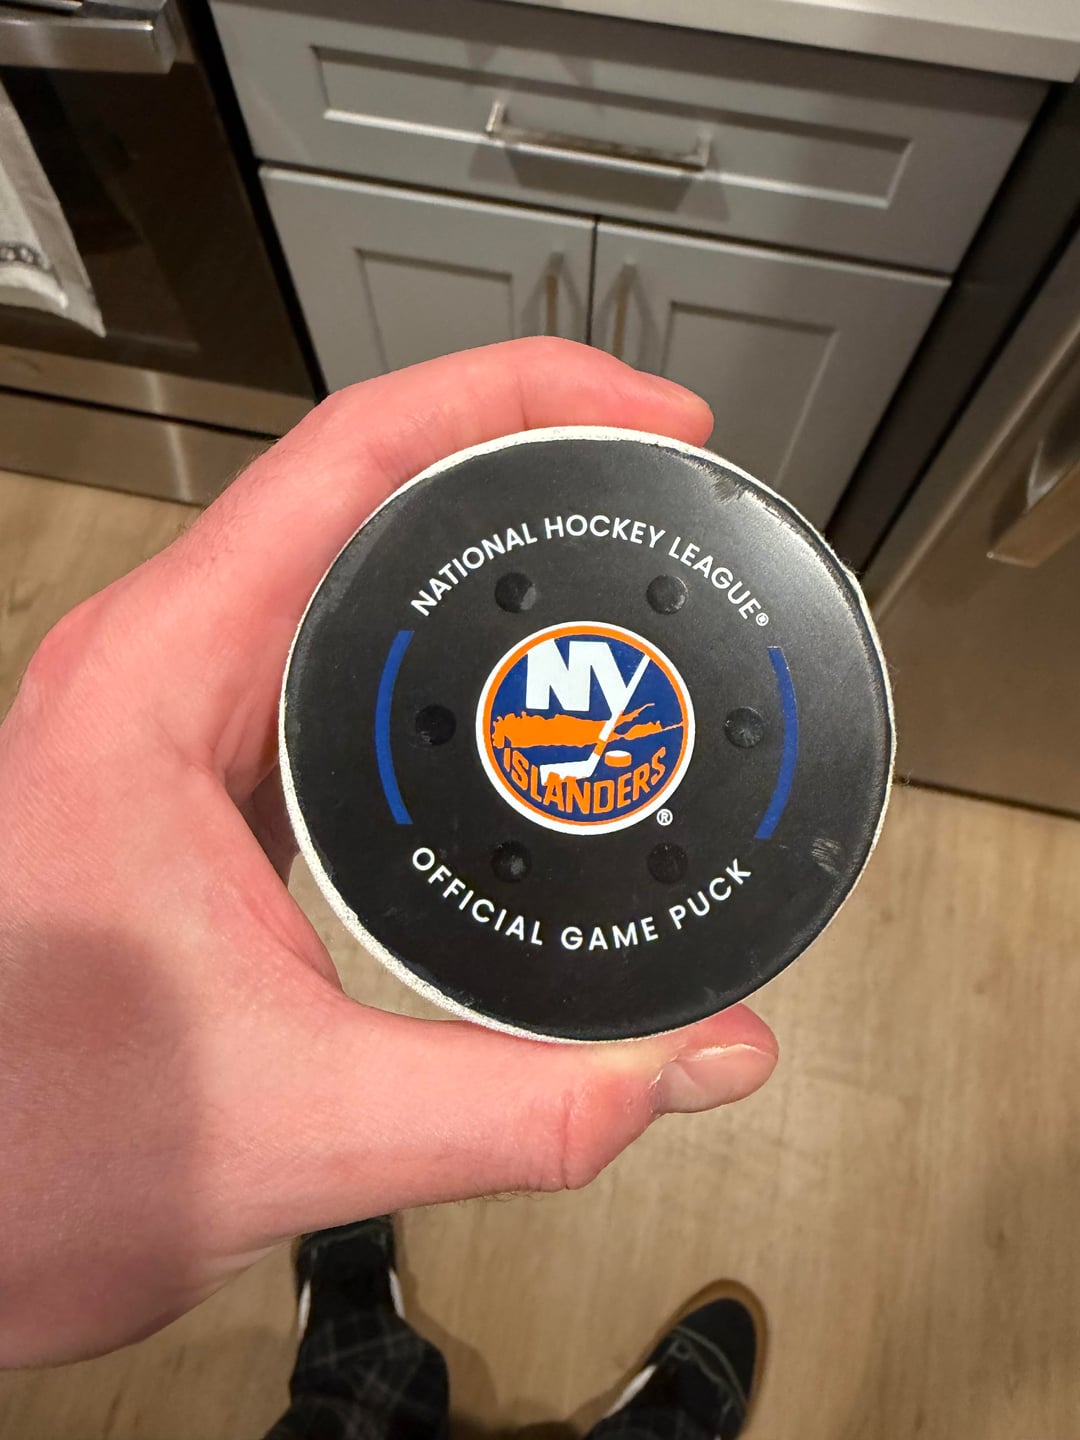 NATIONAL HOCKEY LEAGUE®
NY
ISLANDERS
®
OFFICIAL GAME PUCK